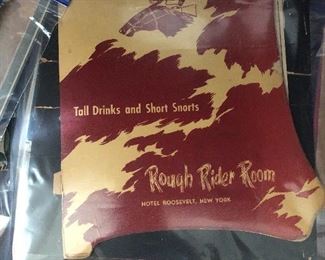 Tall Drinks and Short Snorts
Rough Rider Room
HOTEL ROOSEVELT, NEW YORK